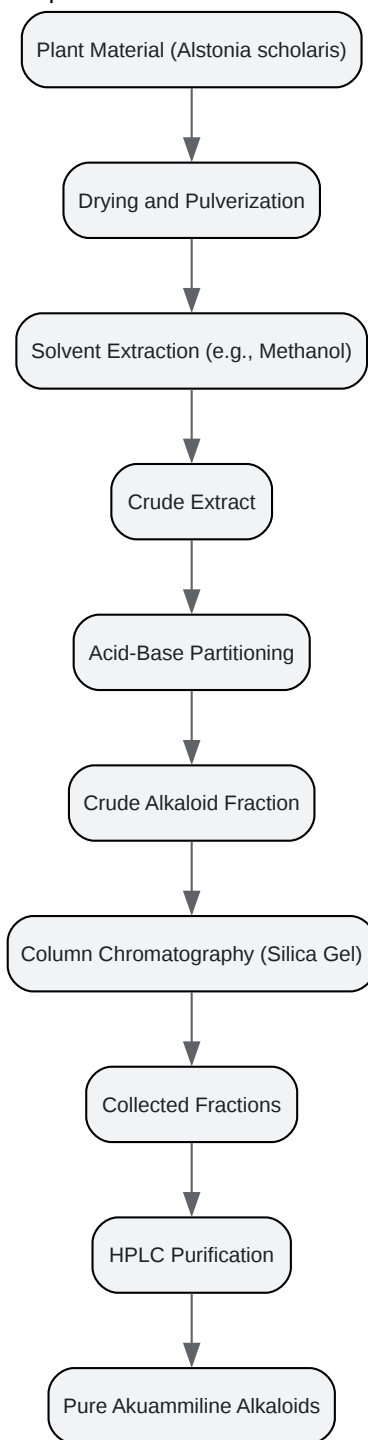 Plant Material (Alstonia scholaris)
Drying and Pulverization
Solvent Extraction (e.g., Methanol)
Crude Extract
Acid-Base Partitioning
Crude Alkaloid Fraction
Column Chromatography (Silica Gel)
Collected Fractions
HPLC Purification
Pure Akuammiline Alkaloids